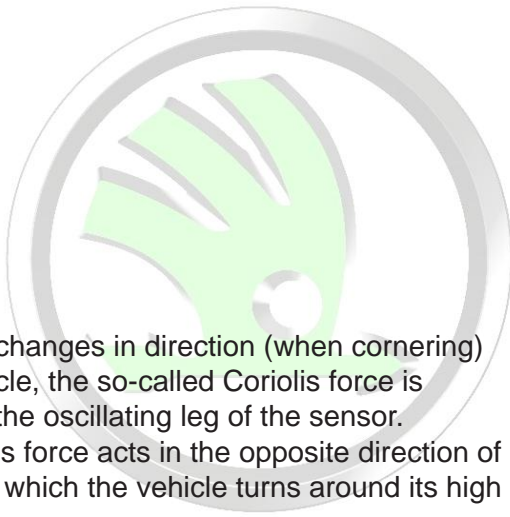 changes in direction (when cornering)
cle, the so-called Coriolis force is
the oscillating leg of the sensor.
s force acts in the opposite direction of
which the vehicle turns around its high